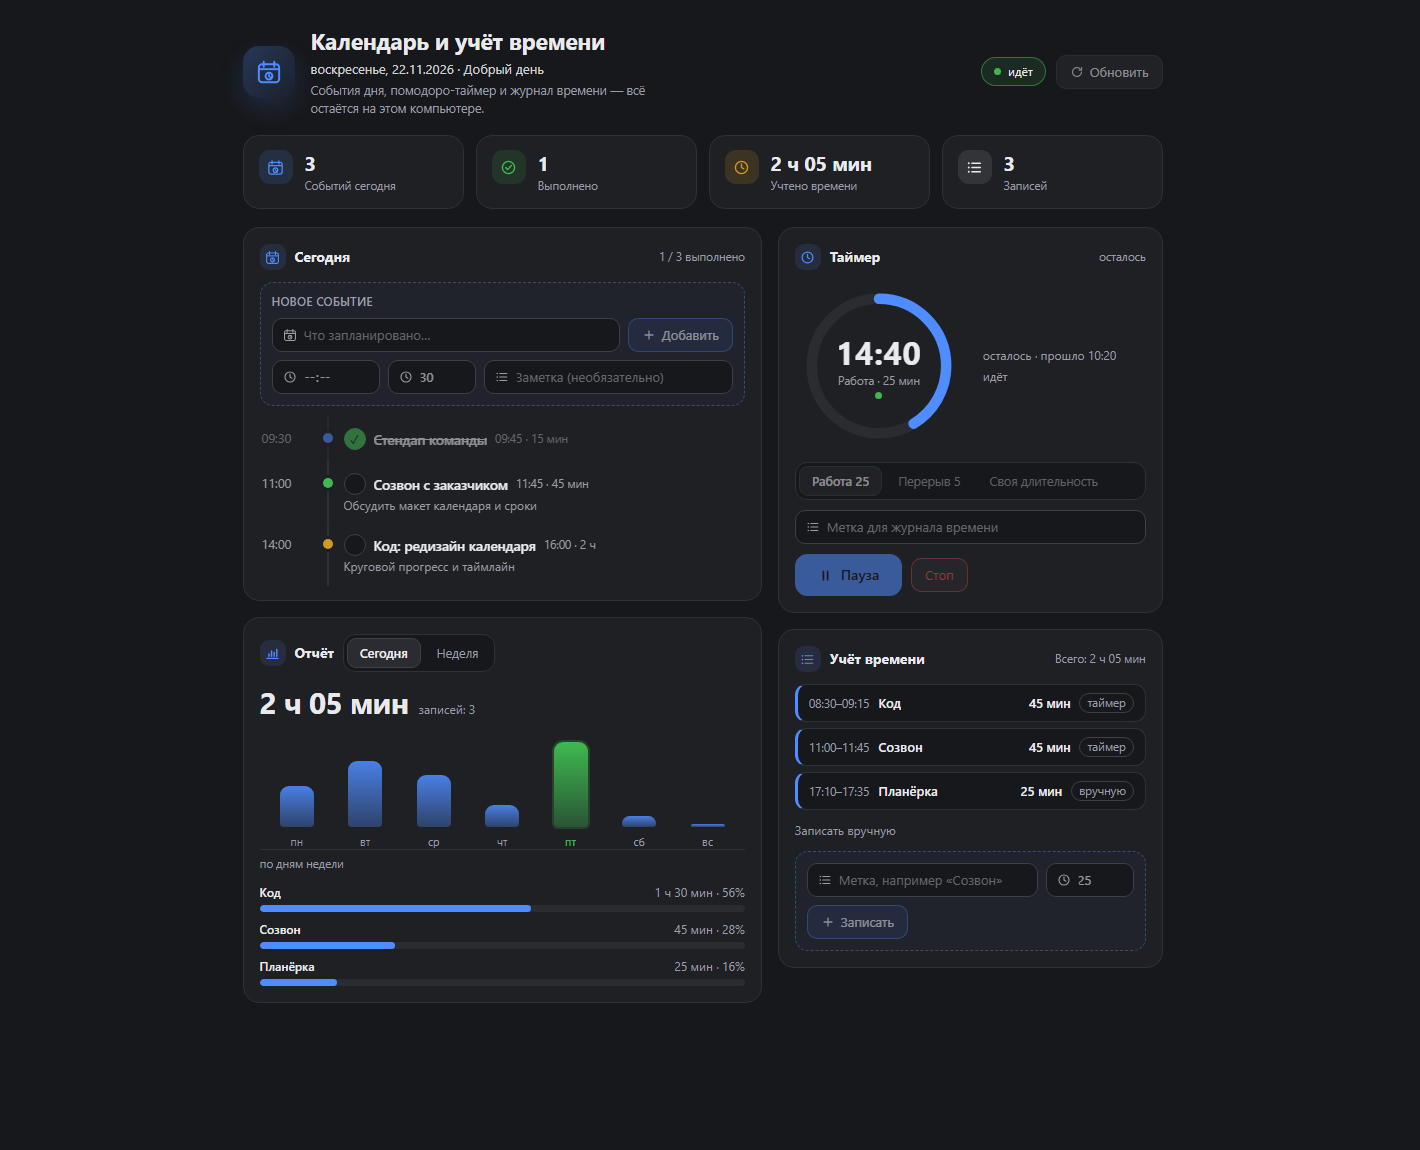 Календарь и учёт времени
воскресенье, 22.11.2026 · Добрый день
События дня, помодоро-таймер и журнал времени — всё
остаётся на этом компьютере.
идёт
Обновить
3
Событий сегодня
1
Выполнено
2 ч 05 мин
Учтено времени
3
Записей
Сегодня
1 / 3 выполнено
НОВОЕ СОБЫТИЕ
Что запланировано...
Добавить
--:--
30
Заметка (необязательно)
09:30
Стендап команды
09:45 · 15 мин
11:00
Созвон с заказчиком
11:45 · 45 мин
Обсудить макет календаря и сроки
14:00
Код: редизайн календаря
16:00 · 2 ч
Круговой прогресс и таймлайн
Таймер
осталось
14:40
Работа · 25 мин
осталось · прошло 10:20
идёт
Работа 25
Перерыв 5
Своя длительность
Метка для журнала времени
Пауза
Стоп
Отчёт
Сегодня
Неделя
2 ч 05 мин
записей: 3
пн
вт
ср
чт
пт
сб
вс
по дням недели
Код
1 ч 30 мин · 56%
Созвон
45 мин · 28%
Планёрка
25 мин · 16%
Учёт времени
Всего: 2 ч 05 мин
08:30–09:15
Код
45 мин
таймер
11:00–11:45
Созвон
45 мин
таймер
17:10–17:35
Планёрка
25 мин
вручную
Записать вручную
Метка, например «Созвон»
25
Записать